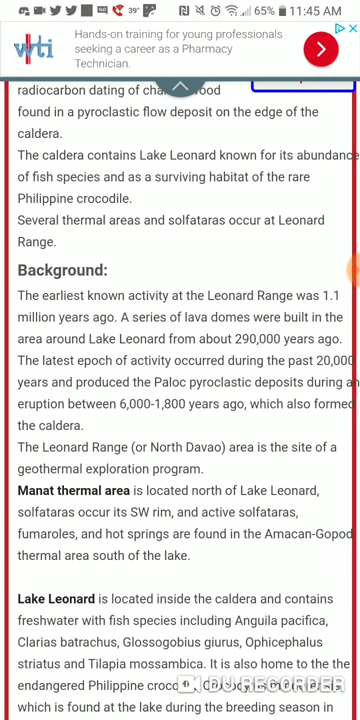 39° 65% 11:45 AM
wti
Hands-on training for young professionals
seeking a career as a Pharmacy
Technician.
radiocarbon dating of wood
found in a pyroclastic flow deposit on the edge of the
caldera.
The caldera contains Lake Leonard known for its abundance
of fish species and as a surviving habitat of the rare
Philippine crocodile.
Several thermal areas and solfataras occur at Leonard
Range.
Background:
The earliest known activity at the Leonard Range was 1.1
million years ago. A series of lava domes were built in the
area around Lake Leonard from about 290,000 years ago.
The latest epoch of activity occurred during the past 20,000
years and produced the Paloc pyroclastic deposits during an
eruption between 6,000-1,800 years ago, which also formed
the caldera.
The Leonard Range (or North Davao) area is the site of a
geothermal exploration program.
Manat thermal area is located north of Lake Leonard,
solfataras occur its SW rim, and active solfataras,
fumaroles, and hot springs are found in the Amacan-Gopod
thermal area south of the lake.
Lake Leonard is located inside the caldera and contains
freshwater with fish species including Anguila pacifica,
Clarias batrachus, Glossogobius giurus, Ophicephalus
striatus and Tilapia mossambica. It is also home to the the
endangered Philippine
DU RECORDER
which is found at the lake during the breeding season in